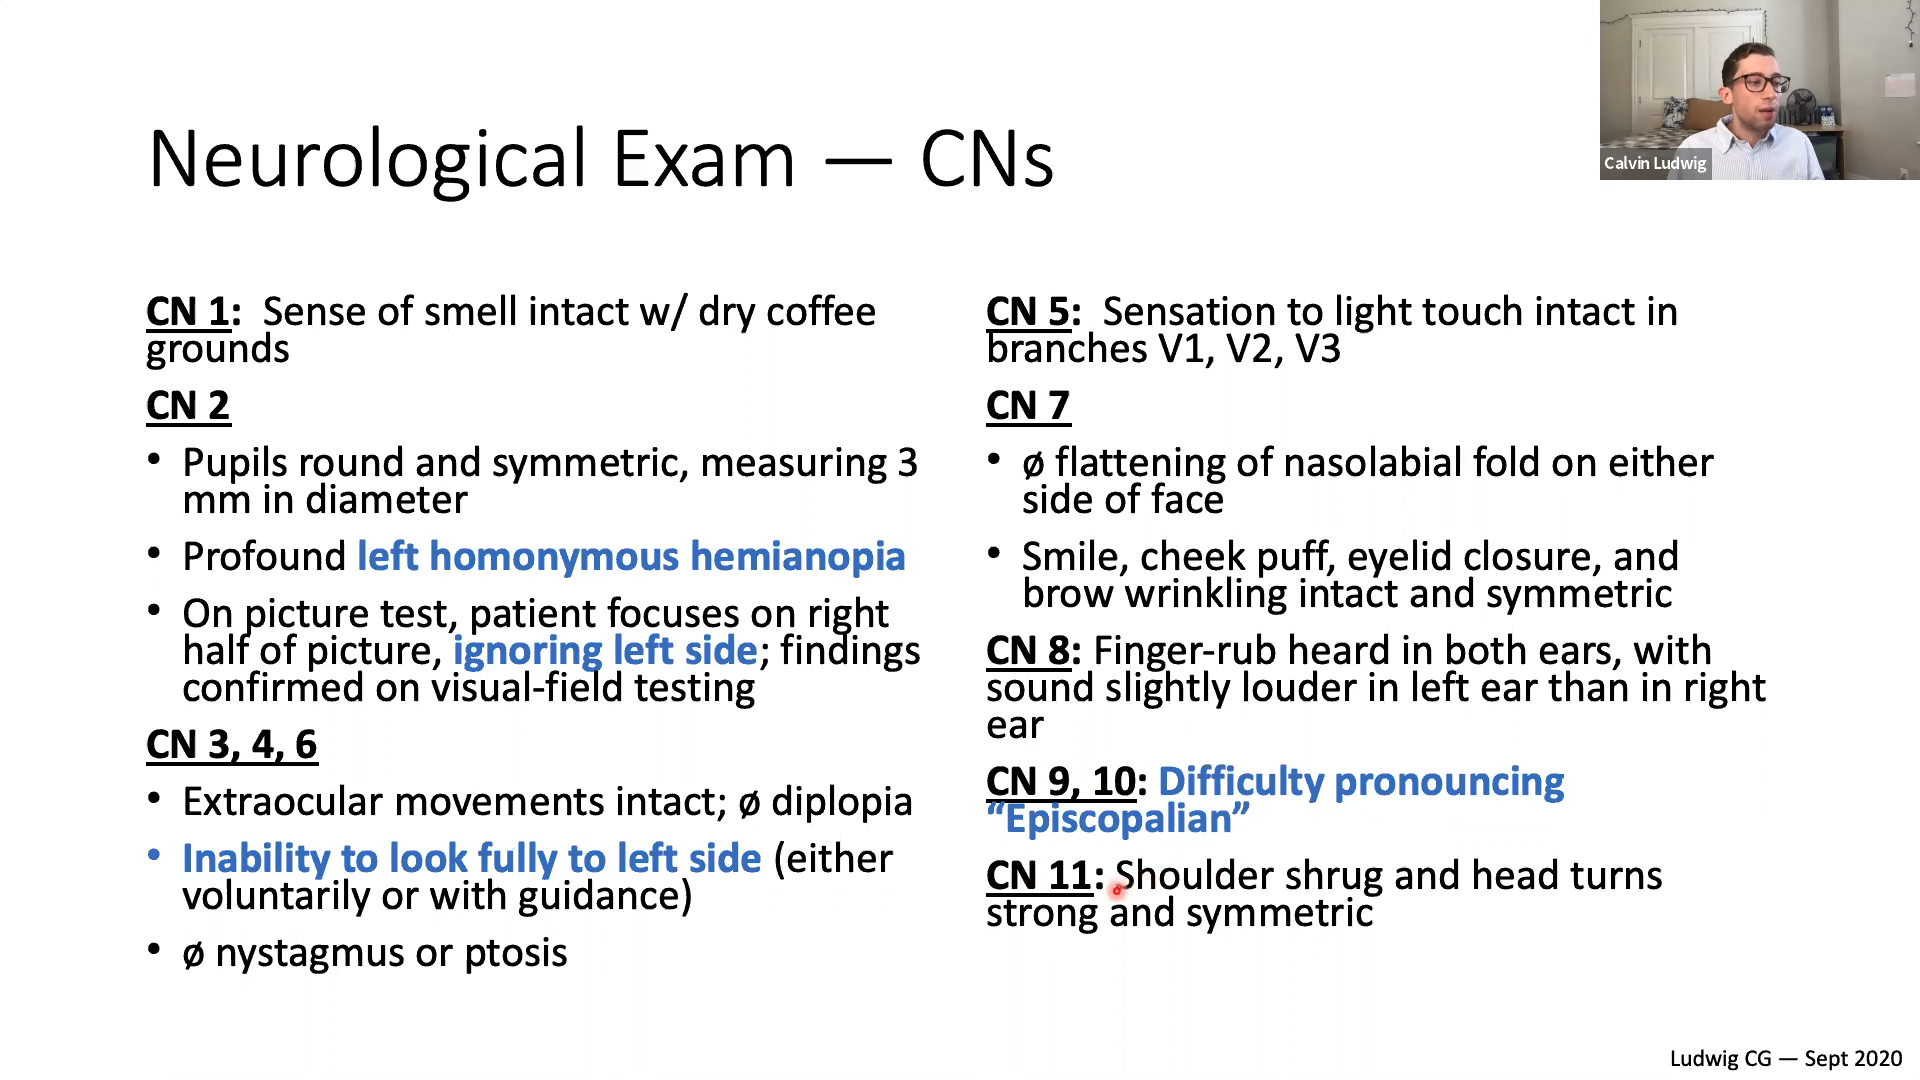 Neurological Exam — CNs
Calvin Ludwig
CN 1:  Sense of smell intact w/ dry coffee
grounds
CN 2
• Pupils round and symmetric, measuring 3
mm in diameter
• Profound left homonymous hemianopia
• On picture test, patient focuses on right
half of picture, ignoring left side; findings
confirmed on visual-field testing
CN 3, 4, 6
• Extraocular movements intact; ø diplopia
• Inability to look fully to left side (either
voluntarily or with guidance)
• ø nystagmus or ptosis
CN 5:  Sensation to light touch intact in
branches V1, V2, V3
CN 7
• ø flattening of nasolabial fold on either
side of face
• Smile, cheek puff, eyelid closure, and
brow wrinkling intact and symmetric
CN 8: Finger-rub heard in both ears, with
sound slightly louder in left ear than in right
ear
CN 9, 10: Difficulty pronouncing
“Episcopalian”
CN 11: Shoulder shrug and head turns
strong and symmetric
Ludwig CG — Sept 2020